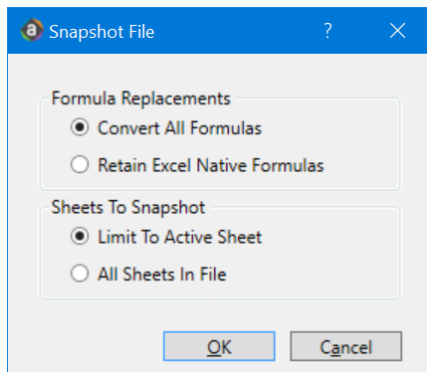 Snapshot File
Formula Replacements
Convert All Formulas
Retain Excel Native Formulas
Sheets To Snapshot
Limit To Active Sheet
All Sheets In File
OK Cancel